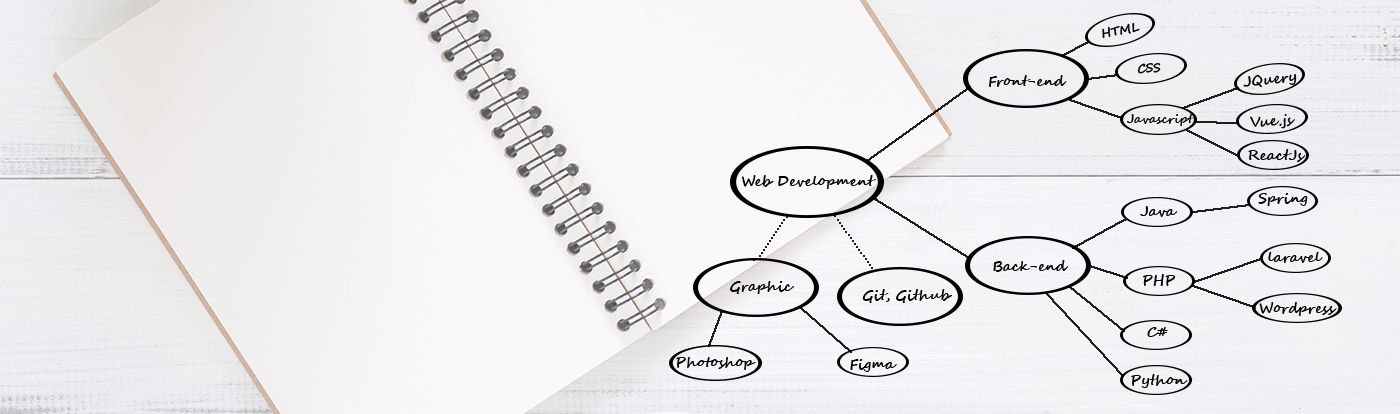 Web Development
Front-end
HTML
CSS
Javascript
JQuery
Vue.js
ReactJs
Back-end
Java
Spring
PHP
laravel
Wordpress
C#
Python
Graphic
Photoshop
Figma
Git, Github